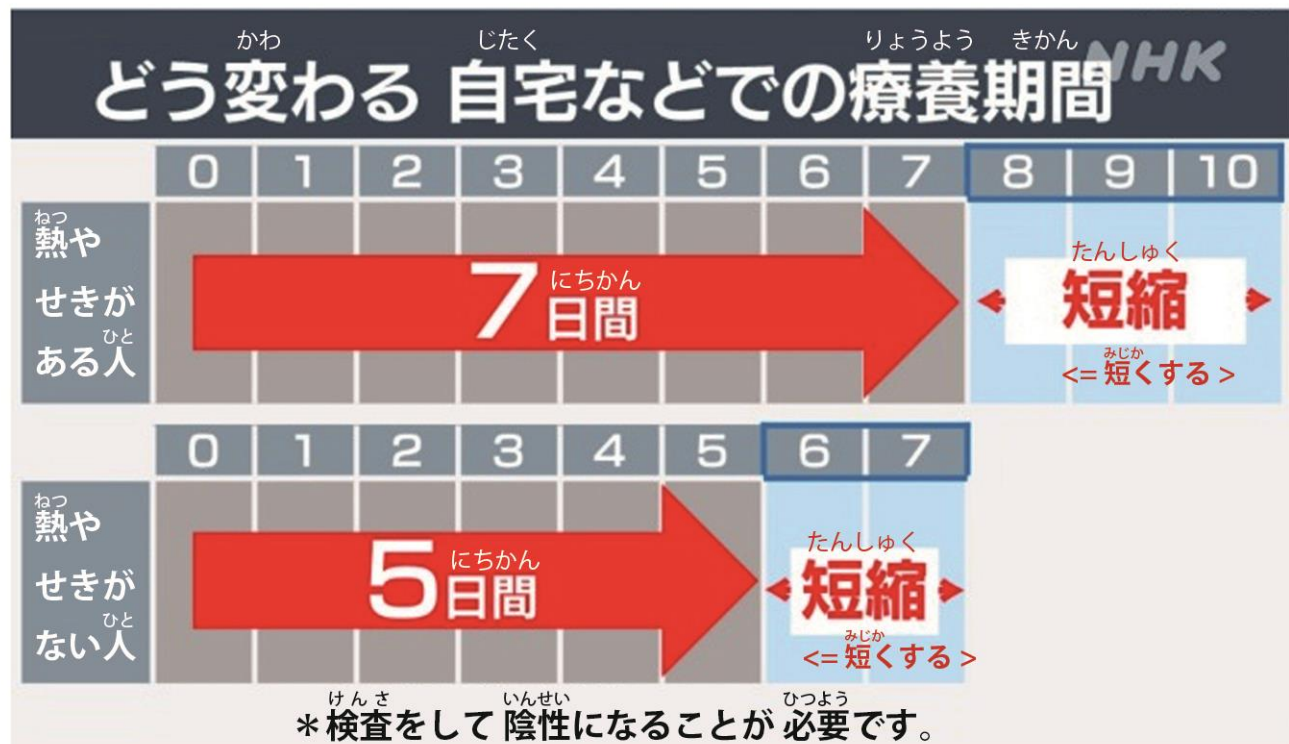 かわ じたく りょうよう きかん
どう変わる 自宅などでの療養期間
NHK
0 1 2 3 4 5 6 7 8 9 10
ねつ
熱や
せきが
ひと
ある人
にちかん
7日間
たんしゅく
短縮
みじか
<= 短くする >
0 1 2 3 4 5 6 7
ねつ
熱や
せきが
ひと
ない人
にちかん
5日間
たんしゅく
短縮
みじか
<= 短くする >
けんさ いんせい ひつよう
＊検査をして 陰性になることが 必要です。